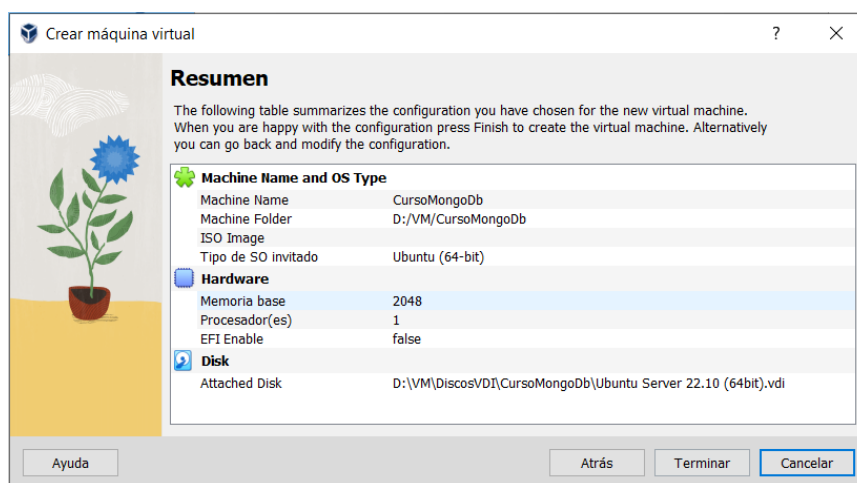 Crear máquina virtual
?
Resumen
The following table summarizes the configuration you have chosen for the new virtual machine.
When you are happy with the configuration press Finish to create the virtual machine. Alternatively
you can go back and modify the configuration.
Machine Name and OS Type
Machine Name CursoMongoDb
Machine Folder D:/VM/CursoMongoDb
ISO Image
Tipo de SO invitado Ubuntu (64-bit)
Hardware
Memoria base 2048
Procesador(es) 1
EFI Enable false
Disk
Attached Disk D:\VM\DiscosVDI\CursoMongoDb\Ubuntu Server 22.10 (64bit).vdi
Ayuda Atrás Terminar Cancelar